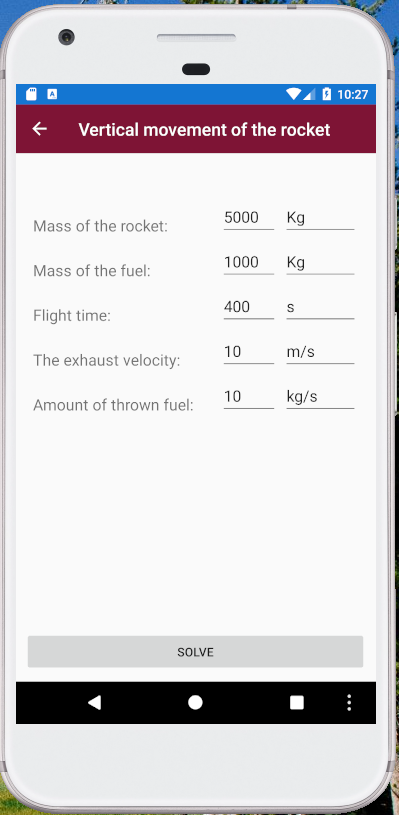 10:27
Vertical movement of the rocket
Mass of the rocket: 5000 Kg
Mass of the fuel: 1000 Kg
Flight time: 400 s
The exhaust velocity: 10 m/s
Amount of thrown fuel: 10 kg/s
SOLVE